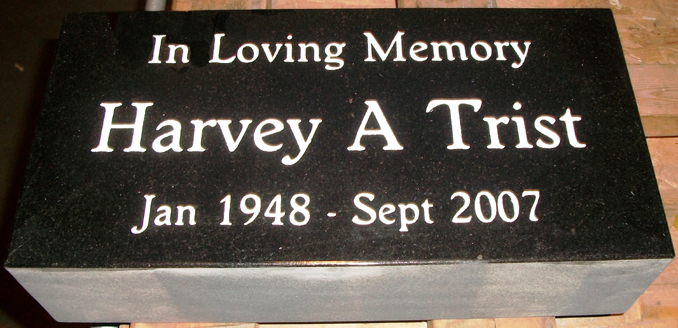 In Loving Memory
Harvey A Trist
Jan 1948 - Sept 2007